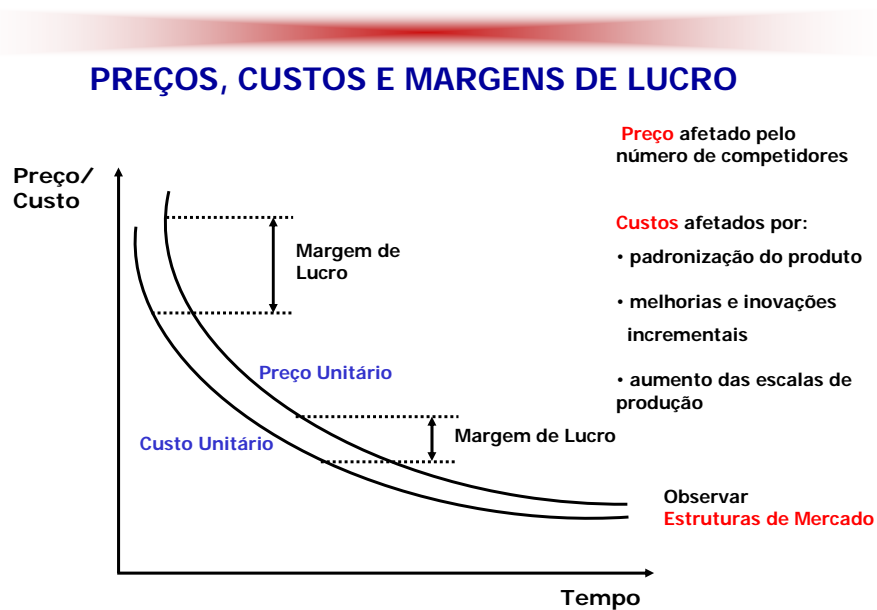 PREÇOS, CUSTOS E MARGENS DE LUCRO
Preço afetado pelo
número de competidores
Preço/
Custo
Custos afetados por:
• padronização do produto
• melhorias e inovações
incrementais
• aumento das escalas de
produção
Margem de
Lucro
Preço Unitário
Custo Unitário
Margem de Lucro
Observar
Estruturas de Mercado
Tempo